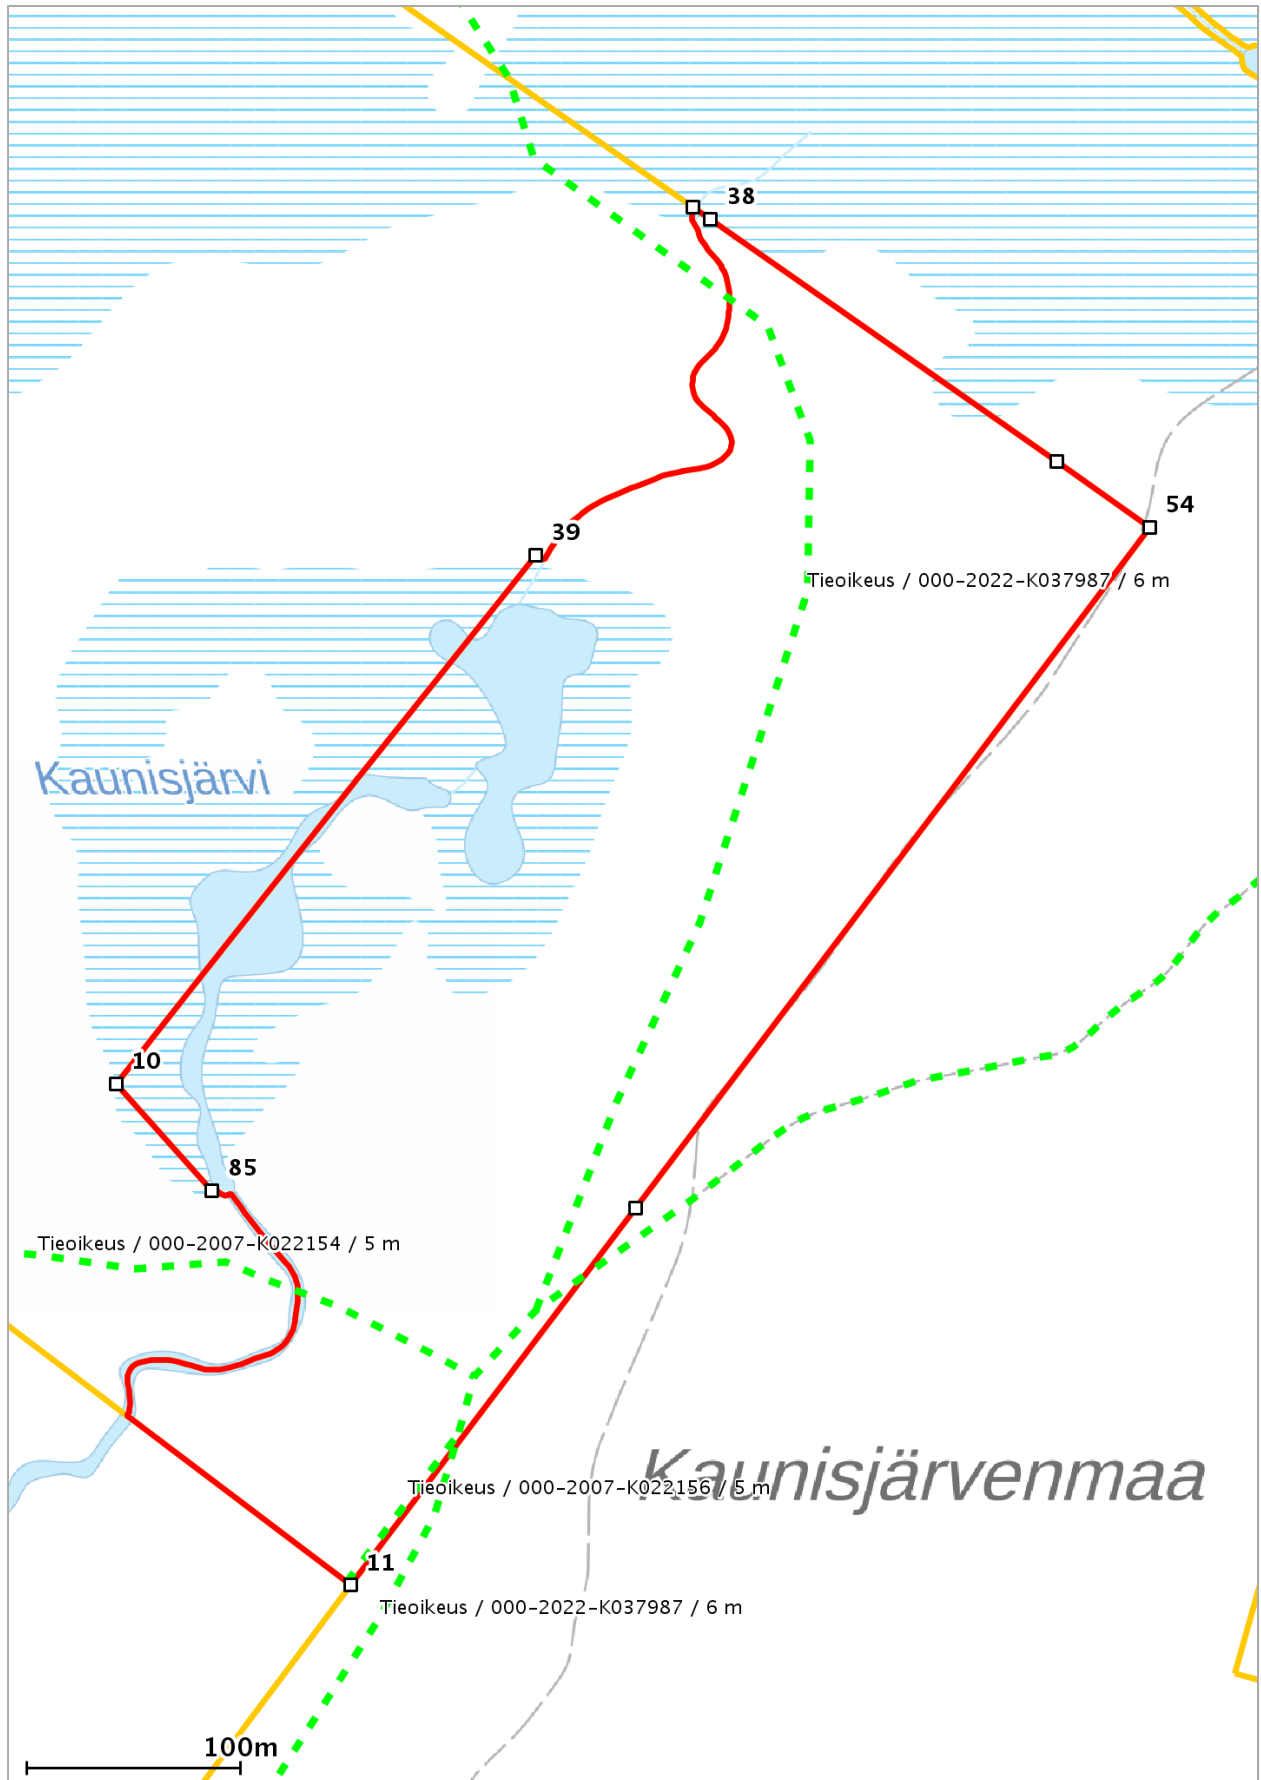 38
54
39
Tieoikeus / 000-2022-K037987 / 6 m
Kaunisjärvi
10
85
Tieoikeus / 000-2007-K022154 / 5 m
Kaunisjärvenmaa
Tieoikeus / 000-2007-K022156 / 5 m
11
Tieoikeus / 000-2022-K037987 / 6 m
100m